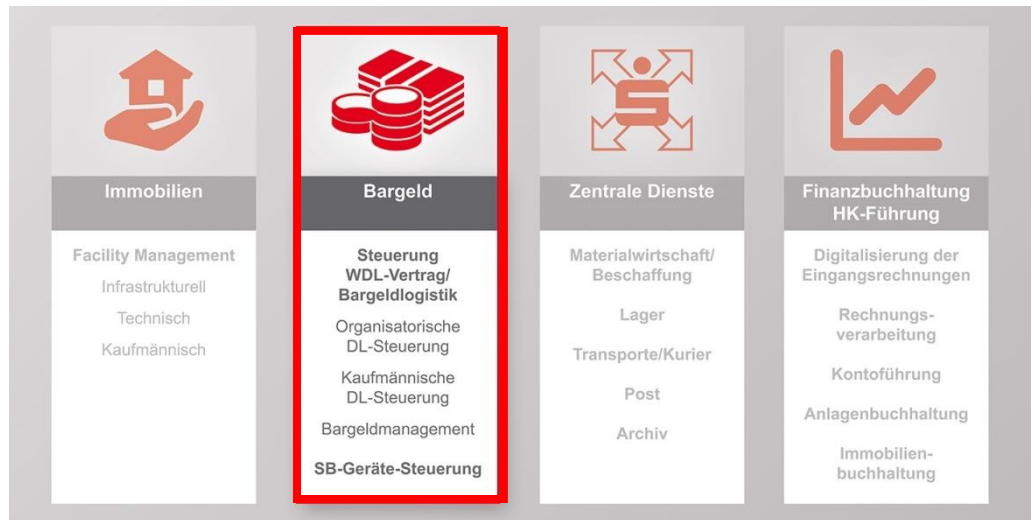 Immobilien
Facility Management
Infrastrukturell
Technisch
Kaufmännisch
Bargeld
Steuerung
WDL-Vertrag/
Bargeldlogistik
Organisatorische
DL-Steuerung
Kaufmännische
DL-Steuerung
Bargeldmanagement
SB-Geräte-Steuerung
Zentrale Dienste
Materialwirtschaft/
Beschaffung
Lager
Transporte/Kurier
Post
Archiv
Finanzbuchhaltung
HK-Führung
Digitalisierung der
Eingangsrechnungen
Rechnungs-
verarbeitung
Kontoführung
Anlagenbuchhaltung
Immobilien-
buchhaltung